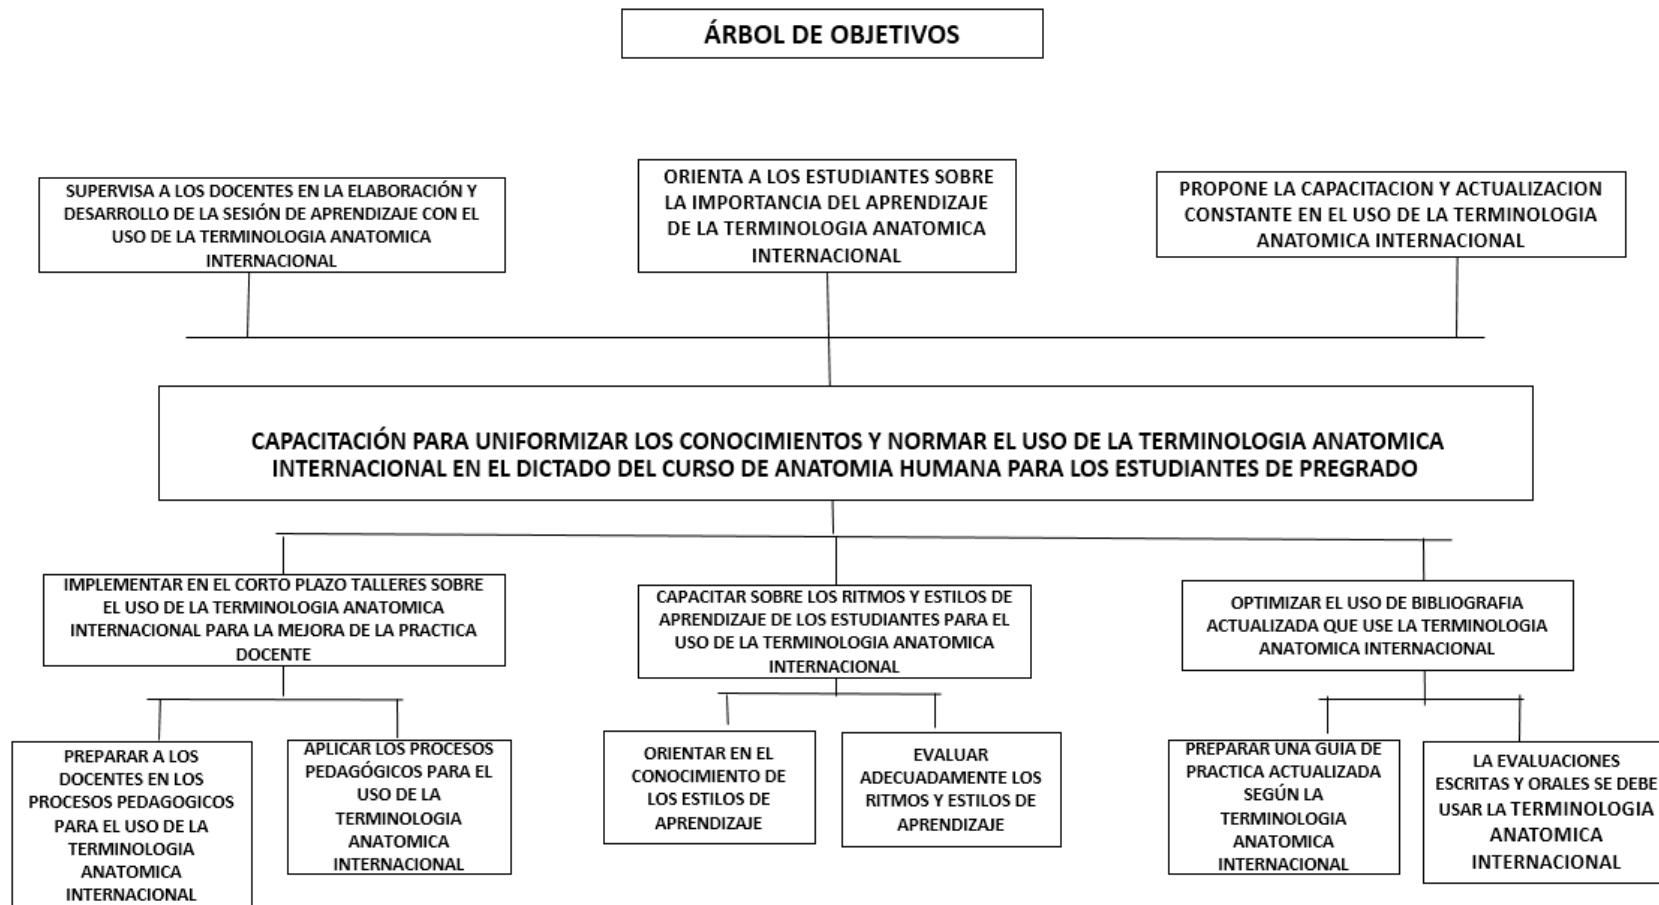 ÁRBOL DE OBJETIVOS
SUPERVISA A LOS DOCENTES EN LA ELABORACIÓN Y
DESARROLLO DE LA SESIÓN DE APRENDIZAJE CON EL
USO DE LA TERMINOLOGIA ANATOMICA
INTERNACIONAL
ORIENTA A LOS ESTUDIANTES SOBRE
LA IMPORTANCIA DEL APRENDIZAJE
DE LA TERMINOLOGIA ANATOMICA
INTERNACIONAL
PROPONE LA CAPACITACION Y ACTUALIZACION
CONSTANTE EN EL USO DE LA TERMINOLOGIA
ANATOMICA INTERNACIONAL
CAPACITACIÓN PARA UNIFORMIZAR LOS CONOCIMIENTOS Y NORMAR EL USO DE LA TERMINOLOGIA ANATOMICA
INTERNACIONAL EN EL DICTADO DEL CURSO DE ANATOMIA HUMANA PARA LOS ESTUDIANTES DE PREGRADO
IMPLEMENTAR EN EL CORTO PLAZO TALLERES SOBRE
EL USO DE LA TERMINOLOGIA ANATOMICA
INTERNACIONAL PARA LA MEJORA DE LA PRACTICA
DOCENTE
CAPACITAR SOBRE LOS RITMOS Y ESTILOS DE
APRENDIZAJE DE LOS ESTUDIANTES PARA EL
USO DE LA TERMINOLOGIA ANATOMICA
INTERNACIONAL
OPTIMIZAR EL USO DE BIBLIOGRAFIA
ACTUALIZADA QUE USE LA TERMINOLOGIA
ANATOMICA INTERNACIONAL
PREPARAR A LOS
DOCENTES EN LOS
PROCESOS PEDAGOGICOS
PARA EL USO DE LA
TERMINOLOGIA
ANATOMICA
INTERNACIONAL
APLICAR LOS PROCESOS
PEDAGÓGICOS PARA EL
USO DE LA
TERMINOLOGIA
ANATOMICA
INTERNACIONAL
ORIENTAR EN EL
CONOCIMIENTO DE
LOS ESTILOS DE
APRENDIZAJE
EVALUAR
ADECUADAMENTE LOS
RITMOS Y ESTILOS DE
APRENDIZAJE
PREPARAR UNA GUIA DE
PRACTICA ACTUALIZADA
SEGÚN LA
TERMINOLOGIA
ANATOMICA
INTERNACIONAL
LA EVALUACIONES
ESCRITAS Y ORALES SE DEBE
USAR LA TERMINOLOGIA
ANATOMICA
INTERNACIONAL